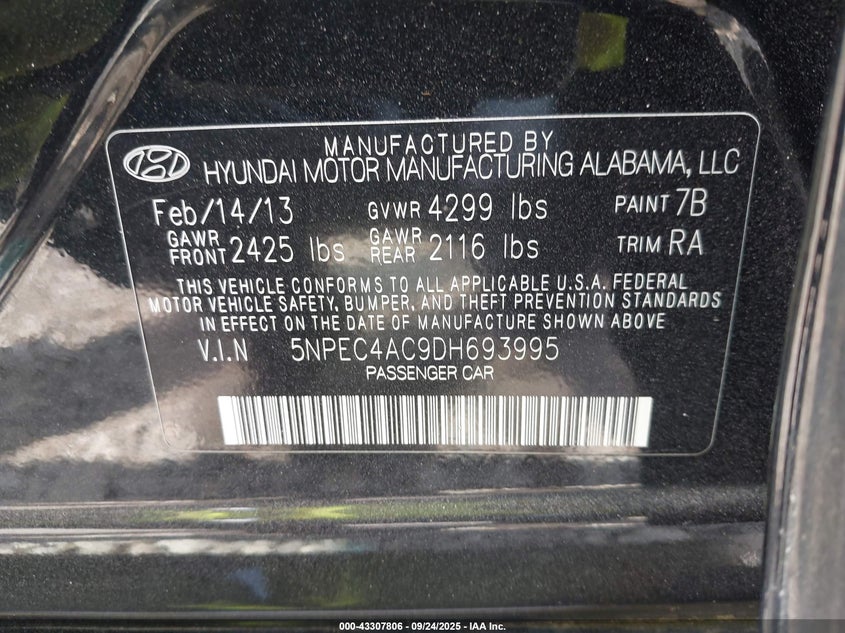 MANUFACTURED BY
HYUNDAI MOTOR MANUFACTURING ALABAMA, LLC
Feb/14/13 GVWR 4299 lbs PAINT 7B
GAWR FRONT 2425 lbs GAWR REAR 2116 lbs TRIM RA
THIS VEHICLE CONFORMS TO ALL APPLICABLE U.S.A. FEDERAL
MOTOR VEHICLE SAFETY, BUMPER, AND THEFT PREVENTION STANDARDS
IN EFFECT ON THE DATE OF MANUFACTURE SHOWN ABOVE
V.I.N 5NPEC4AC9DH693995
PASSENGER CAR
000-43307806 - 09/24/2025 - IAA Inc.